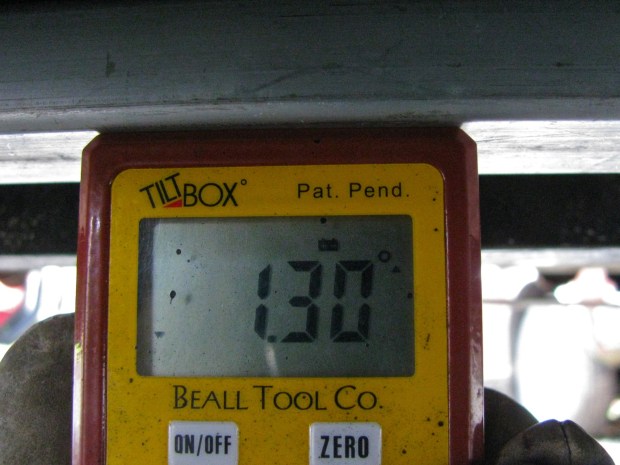 TILTBOX° Pat. Pend.
1.30°
BEALL TOOL CO.
ON/OFF ZERO